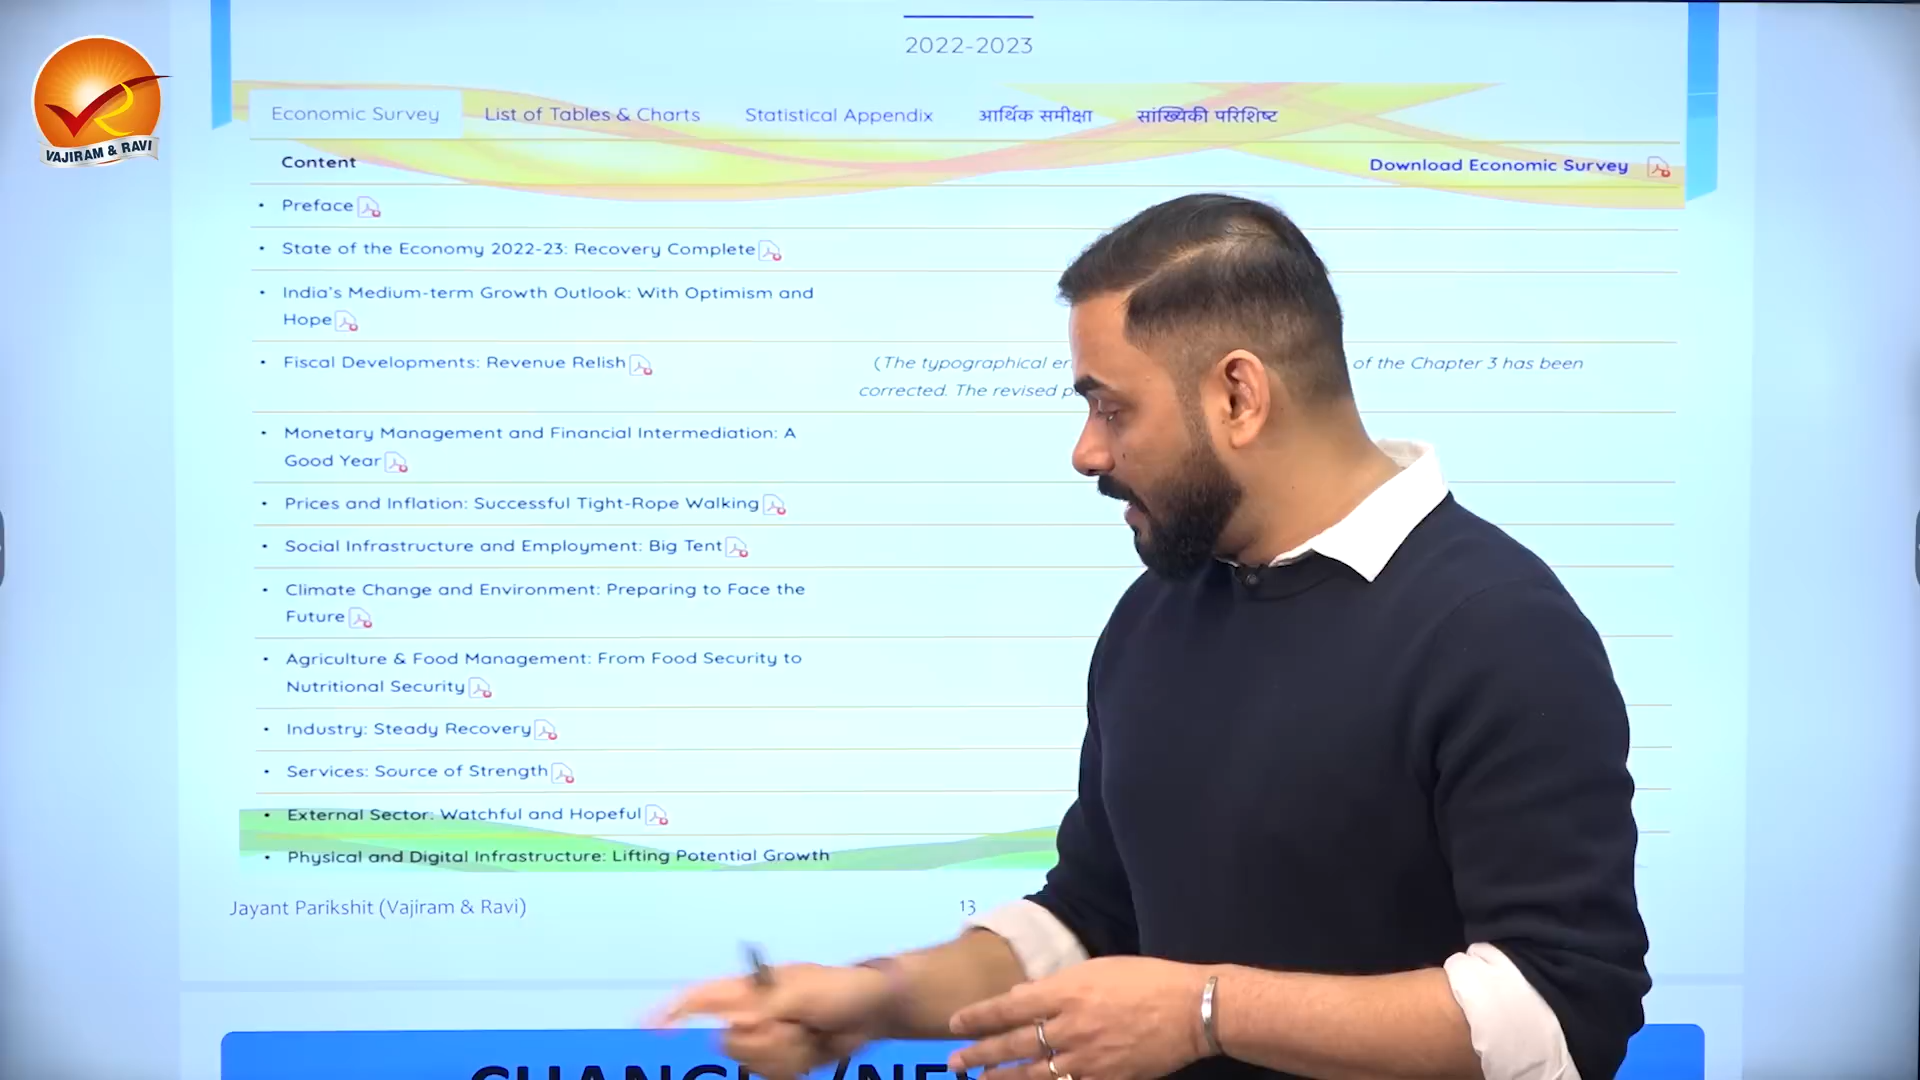 2022-2023
VAJIRAM & RAVI
Economic Survey List of Tables & Charts Statistical Appendix आर्थिक समीक्षा सांख्यिकी परिशिष्ट
Content Download Economic Survey
• Preface
• State of the Economy 2022-23: Recovery Complete
• India's Medium-term Growth Outlook: With Optimism and
Hope
• Fiscal Developments: Revenue Relish (The typographical of the Chapter 3 has been
corrected. The revised
• Monetary Management and Financial Intermediation: A
Good Year
• Prices and Inflation: Successful Tight-Rope Walking
• Social Infrastructure and Employment: Big Tent
• Climate Change and Environment: Preparing to Face the
Future
• Agriculture & Food Management: From Food Security to
Nutritional Security
• Industry: Steady Recovery
• Services: Source of Strength
• External Sector: Watchful and Hopeful
• Physical and Digital Infrastructure: Lifting Potential Growth
Jayant Parikshit (Vajiram & Ravi) 13